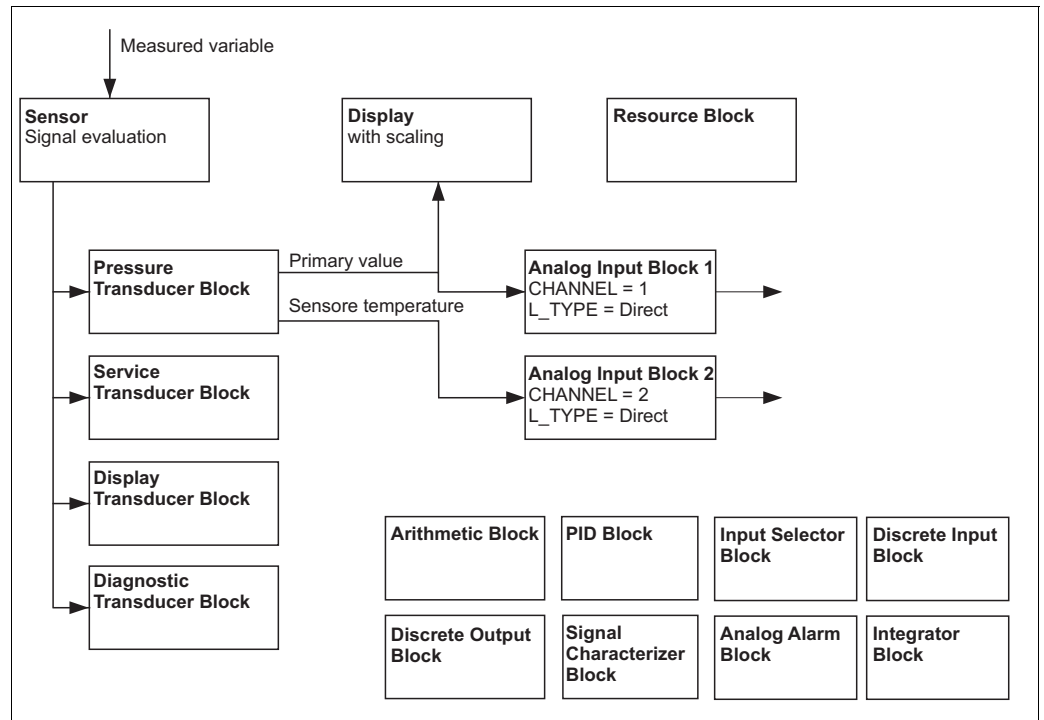 Measured variable
Sensor
Signal evaluation
Display
with scaling
Resource Block
Pressure
Transducer Block
Primary value
Sensore temperature
Analog Input Block 1
CHANNEL = 1
L_TYPE = Direct
Service
Transducer Block
Analog Input Block 2
CHANNEL = 2
L_TYPE = Direct
Display
Transducer Block
Diagnostic
Transducer Block
Arithmetic Block
PID Block
Input Selector
Block
Discrete Input
Block
Discrete Output
Block
Signal
Characterizer
Block
Analog Alarm
Block
Integrator
Block